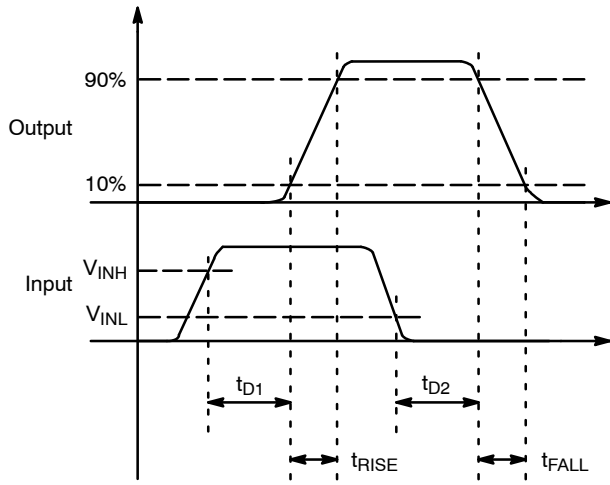 90%
Output
10%
V_INH
Input
V_INL
t_D1
t_D2
t_RISE
t_FALL